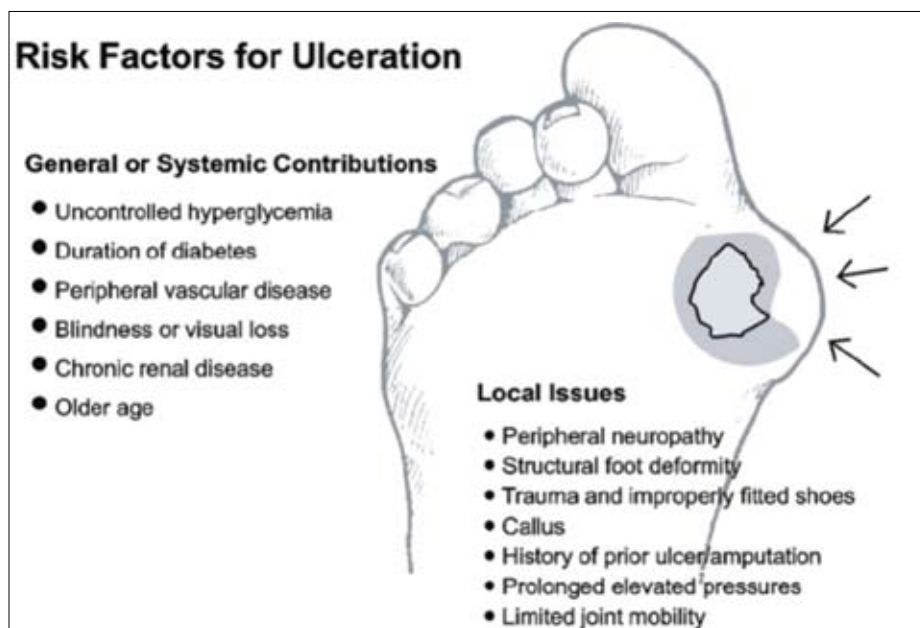 Risk Factors for Ulceration
General or Systemic Contributions
• Uncontrolled hyperglycemia
• Duration of diabetes
• Peripheral vascular disease
• Blindness or visual loss
• Chronic renal disease
• Older age
Local Issues
• Peripheral neuropathy
• Structural foot deformity
• Trauma and improperly fitted shoes
• Callus
• History of prior ulcer/amputation
• Prolonged elevated pressures
• Limited joint mobility